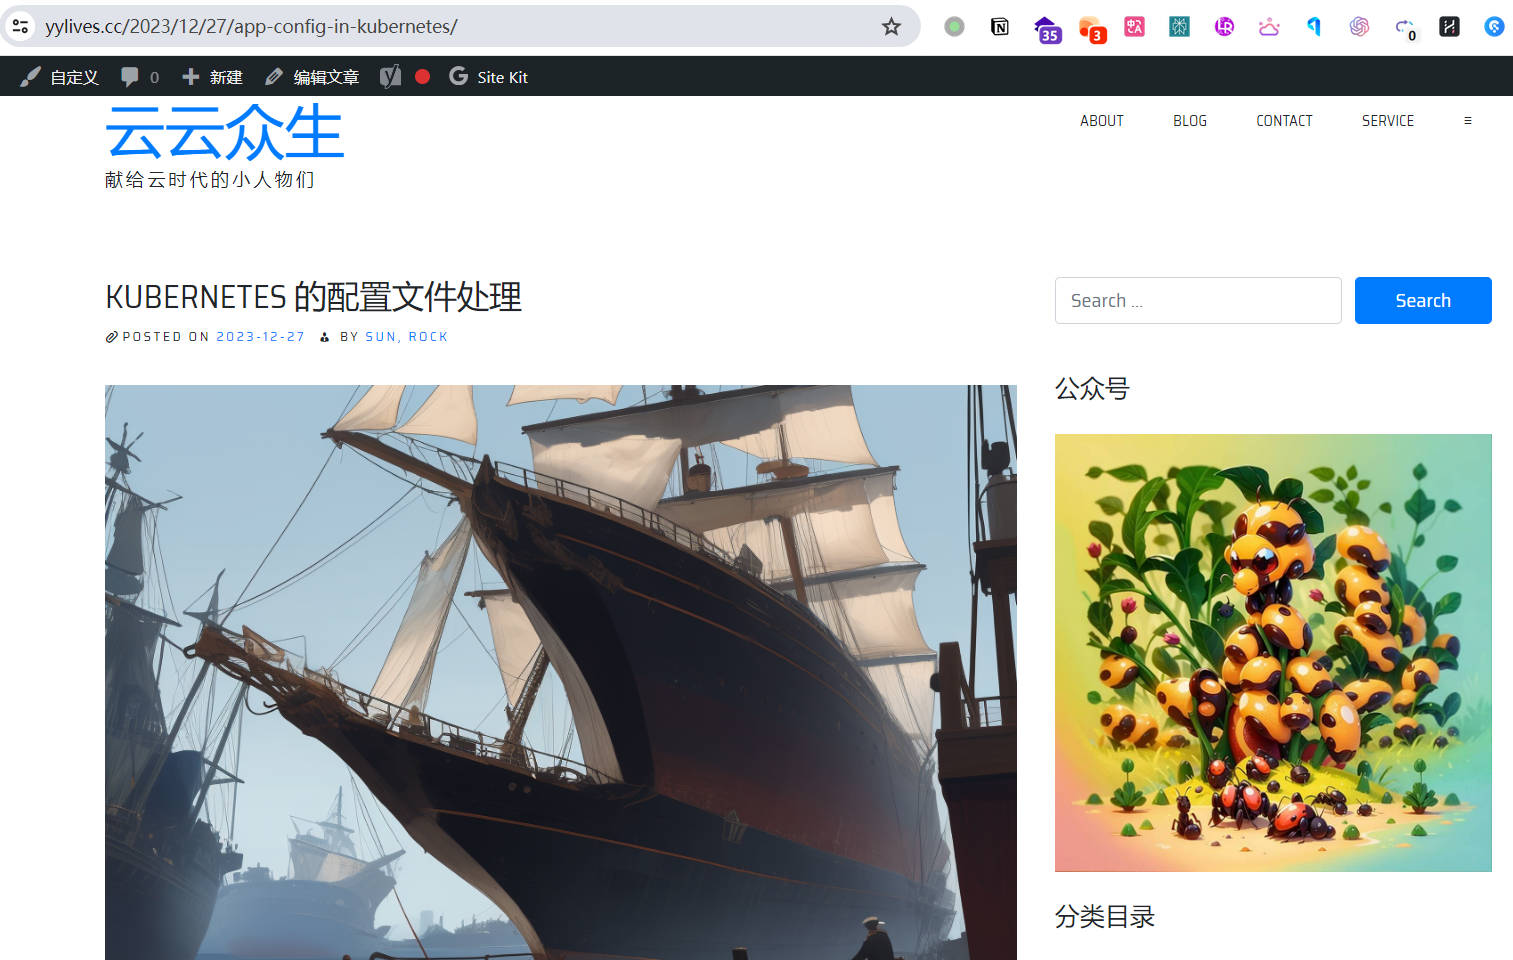 yylives.cc/2023/12/27/app-config-in-kubernetes/
35
3
0
自定义
0
新建
编辑文章
Site Kit
云云众生
献给云时代的小人物们
ABOUT
BLOG
CONTACT
SERVICE
KUBERNETES 的配置文件处理
POSTED ON 2023-12-27 BY SUN, ROCK
Search ...
Search
公众号
分类目录